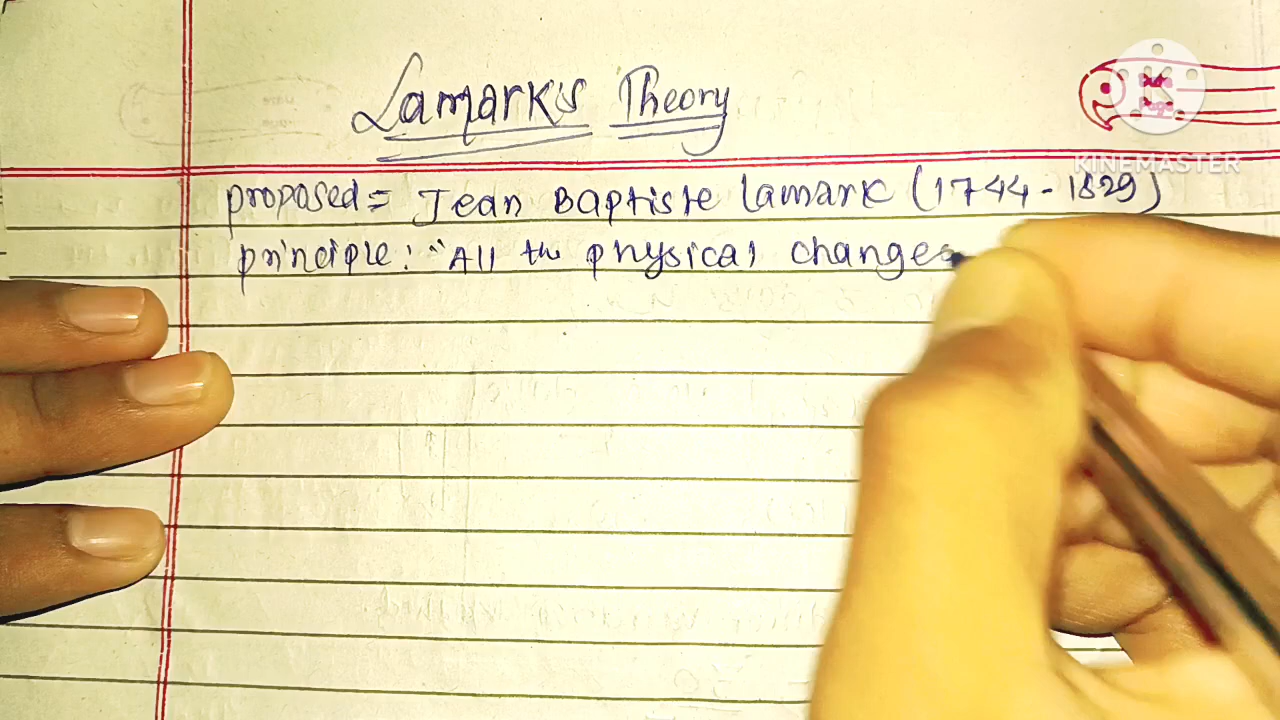 Lamark's Theory
proposed = Jean Baptiste Lamark (1744 - 1829)
principle: "All the physical changes
KINEMASTER